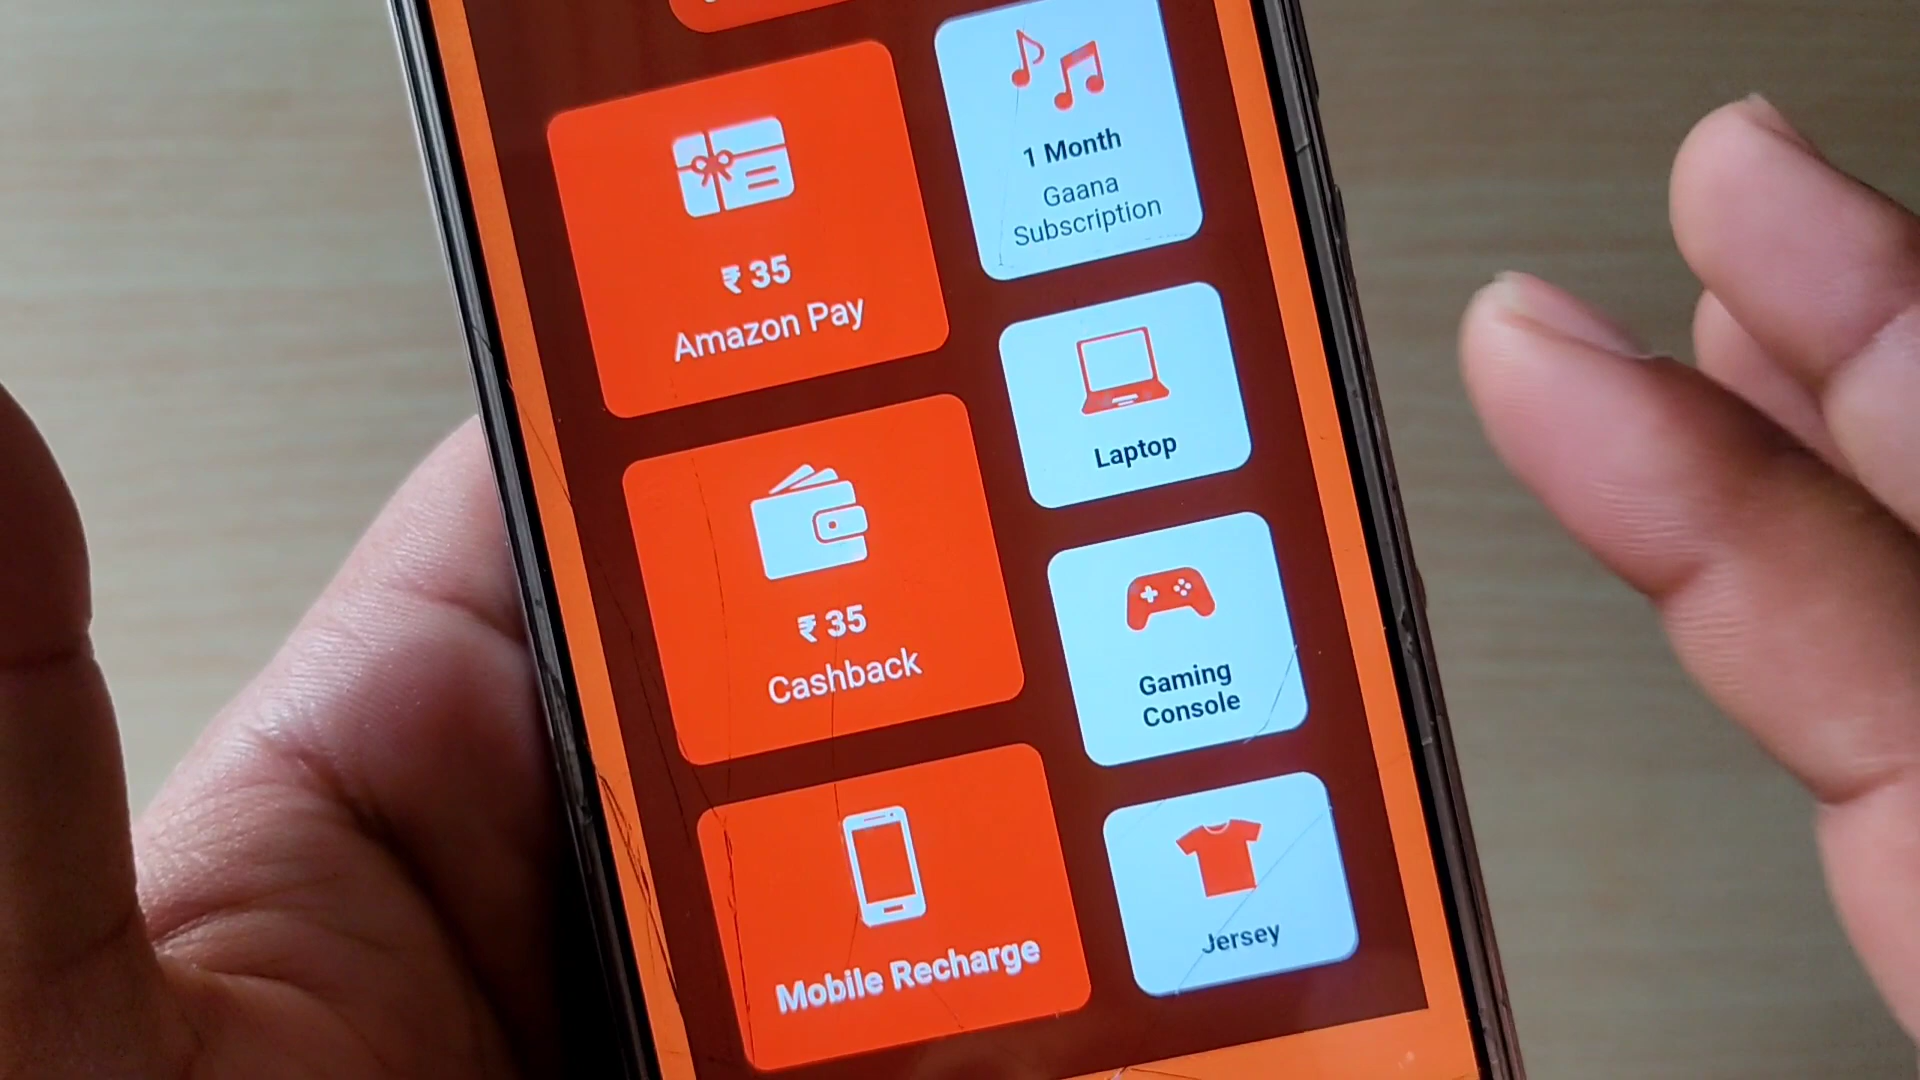 ₹ 35
Amazon Pay
₹ 35
Cashback
Mobile Recharge
1 Month
Gaana
Subscription
Laptop
Gaming
Console
Jersey